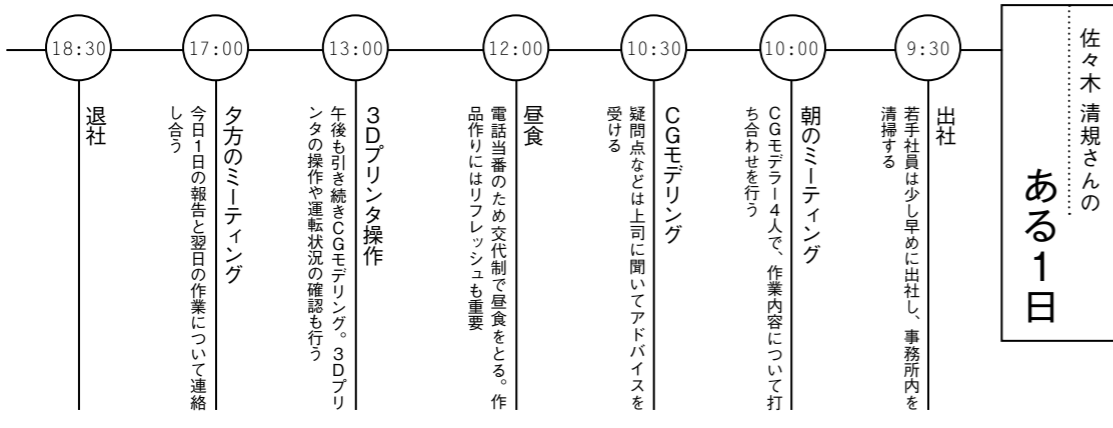 佐々木 清規さんの
ある1日
9:30
出社
若手社員は少し早めに出社し、事務所内を
清掃する
10:00
朝のミーティング
CGモデラー4人で、作業内容について打
ち合わせを行う
10:30
CGモデリング
疑問点などは上司に聞いてアドバイスを
受ける
12:00
昼食
電話当番のため交代制で昼食をとる。作
品作りにはリフレッシュも重要
13:00
3Dプリンタ操作
午後も引き続きCGモデリング。3Dプリ
ンタの操作や運転状況の確認も行う
17:00
夕方のミーティング
今日1日の報告と翌日の作業について連絡
し合う
18:30
退社